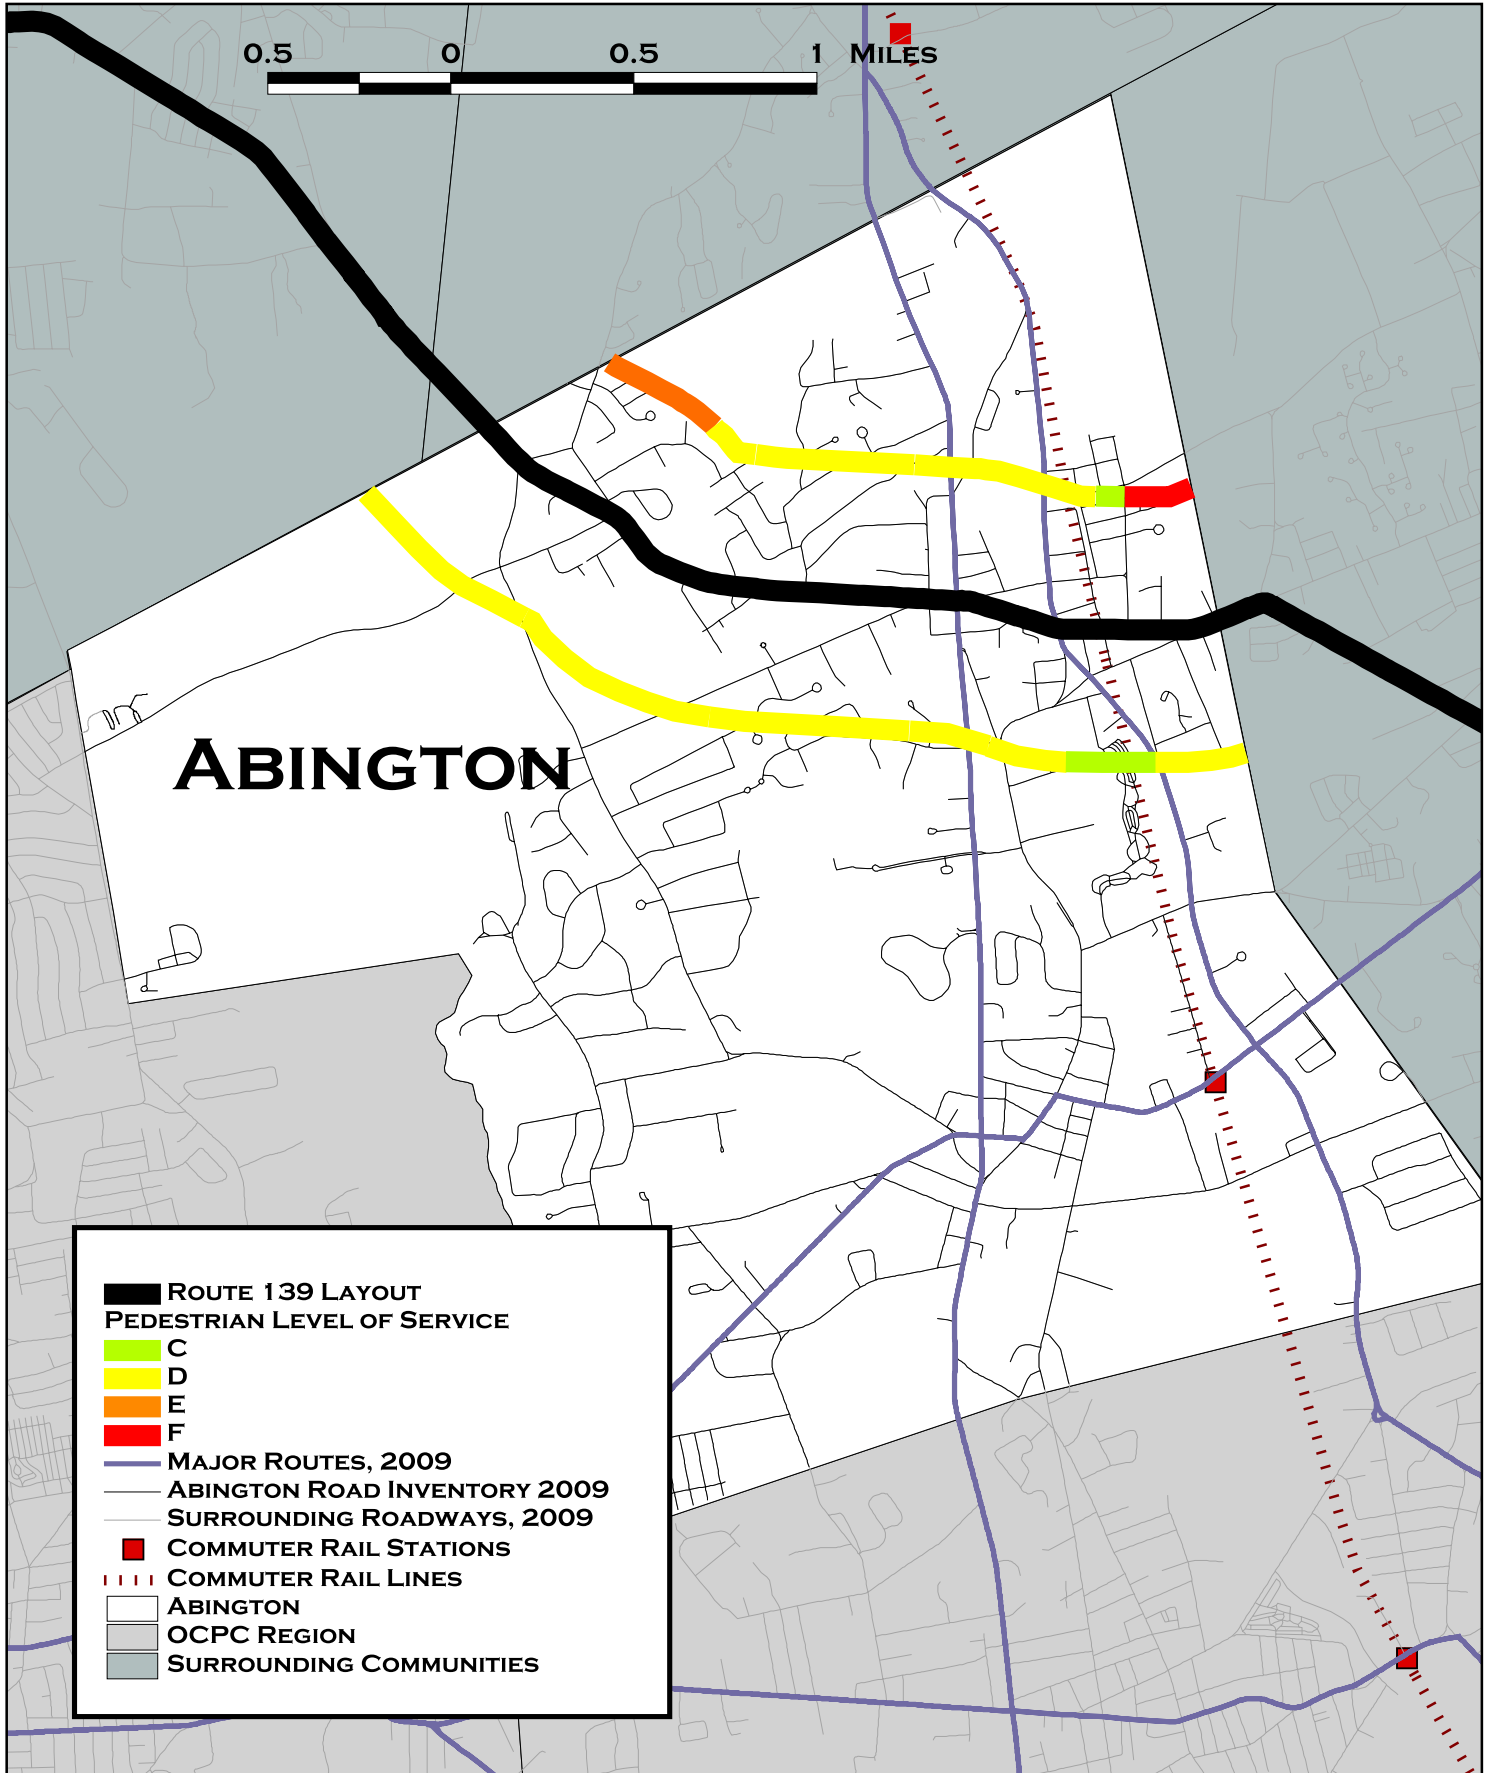 0.5 0 0.5 1 Miles
Abington
Route 139 Layout
Pedestrian Level of Service
C
D
E
F
Major Routes, 2009
Abington Road Inventory 2009
Surrounding Roadways, 2009
Commuter Rail Stations
Commuter Rail Lines
Abington
OCPC Region
Surrounding Communities